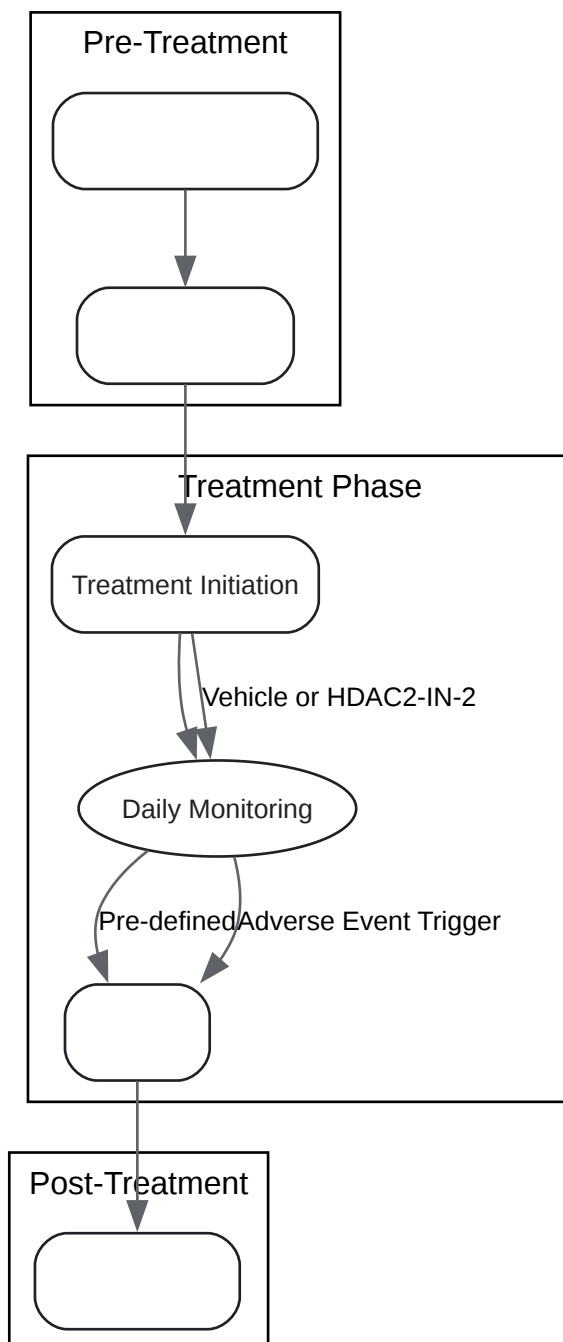 Pre-Treatment
Treatment Phase
Treatment Initiation
Vehicle or HDAC2-IN-2
Daily Monitoring
Pre-defined
Adverse Event Trigger
Post-Treatment